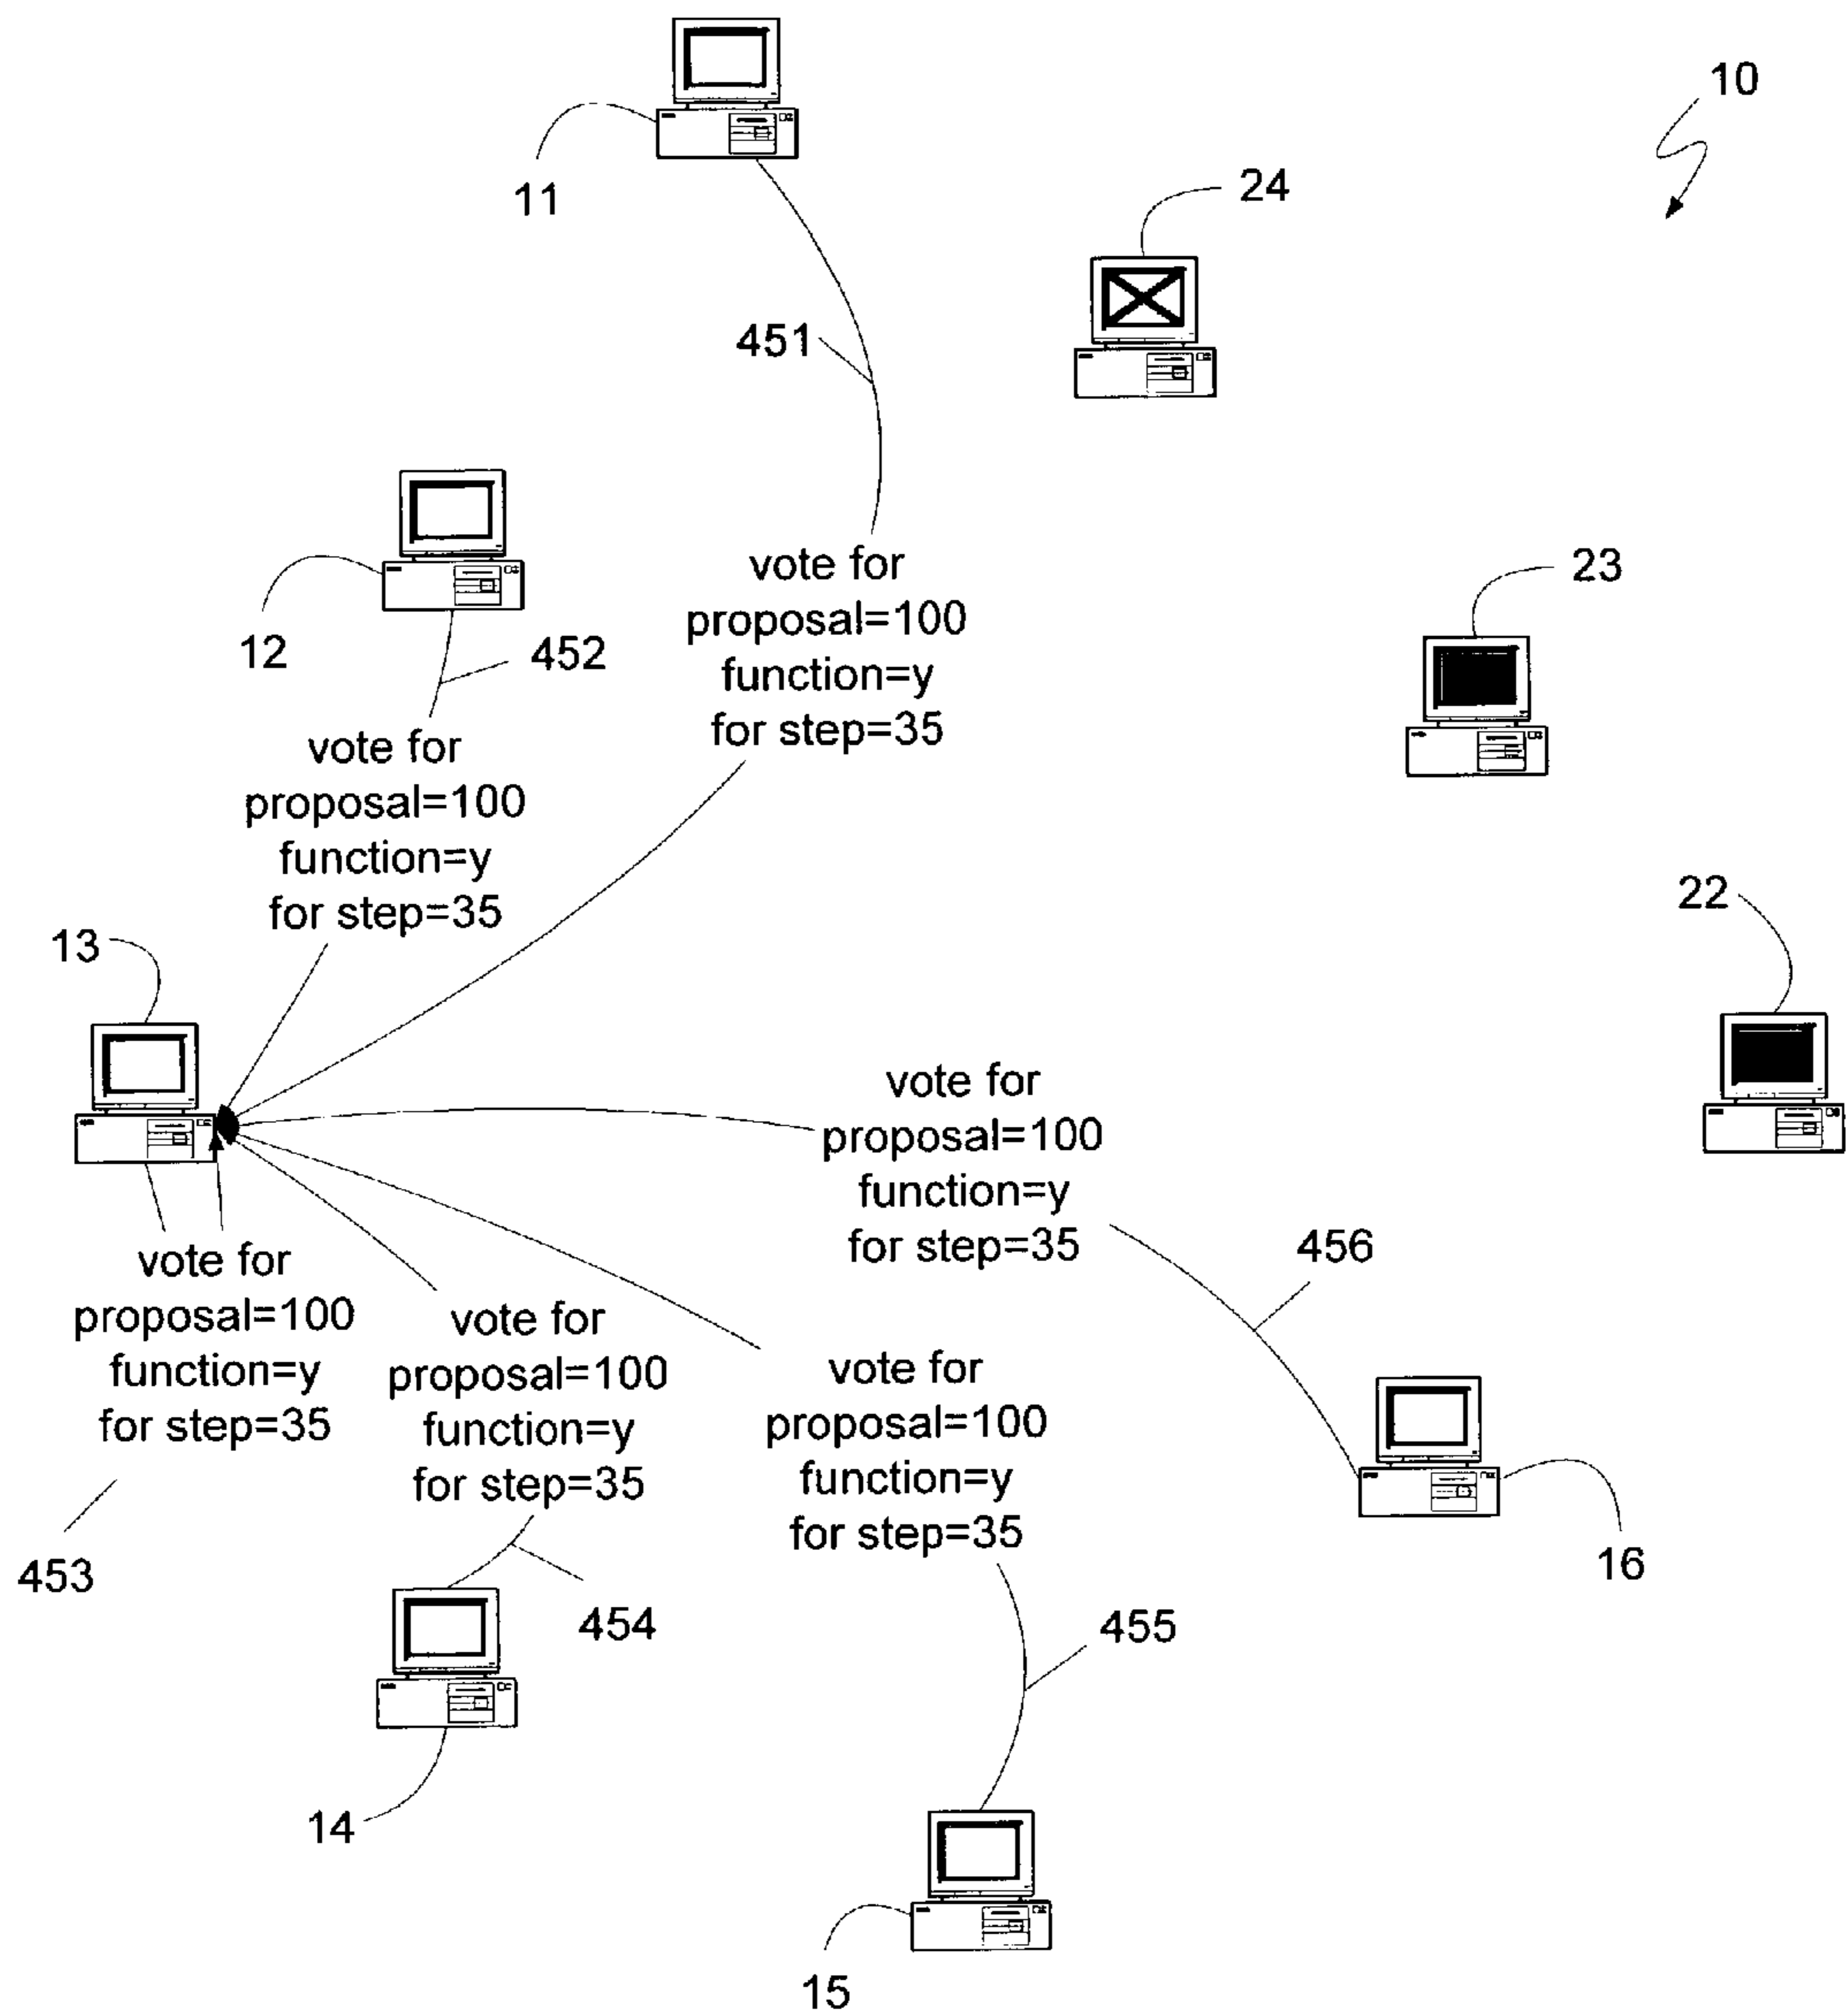 10
11
24
451
23
12
452
vote for
proposal=100
function=y
for step=35
vote for
proposal=100
function=y
for step=35
22
13
vote for
proposal=100
function=y
for step=35
456
vote for
proposal=100
function=y
for step=35
vote for
proposal=100
function=y
for step=35
vote for
proposal=100
function=y
for step=35
453
16
454
455
14
15